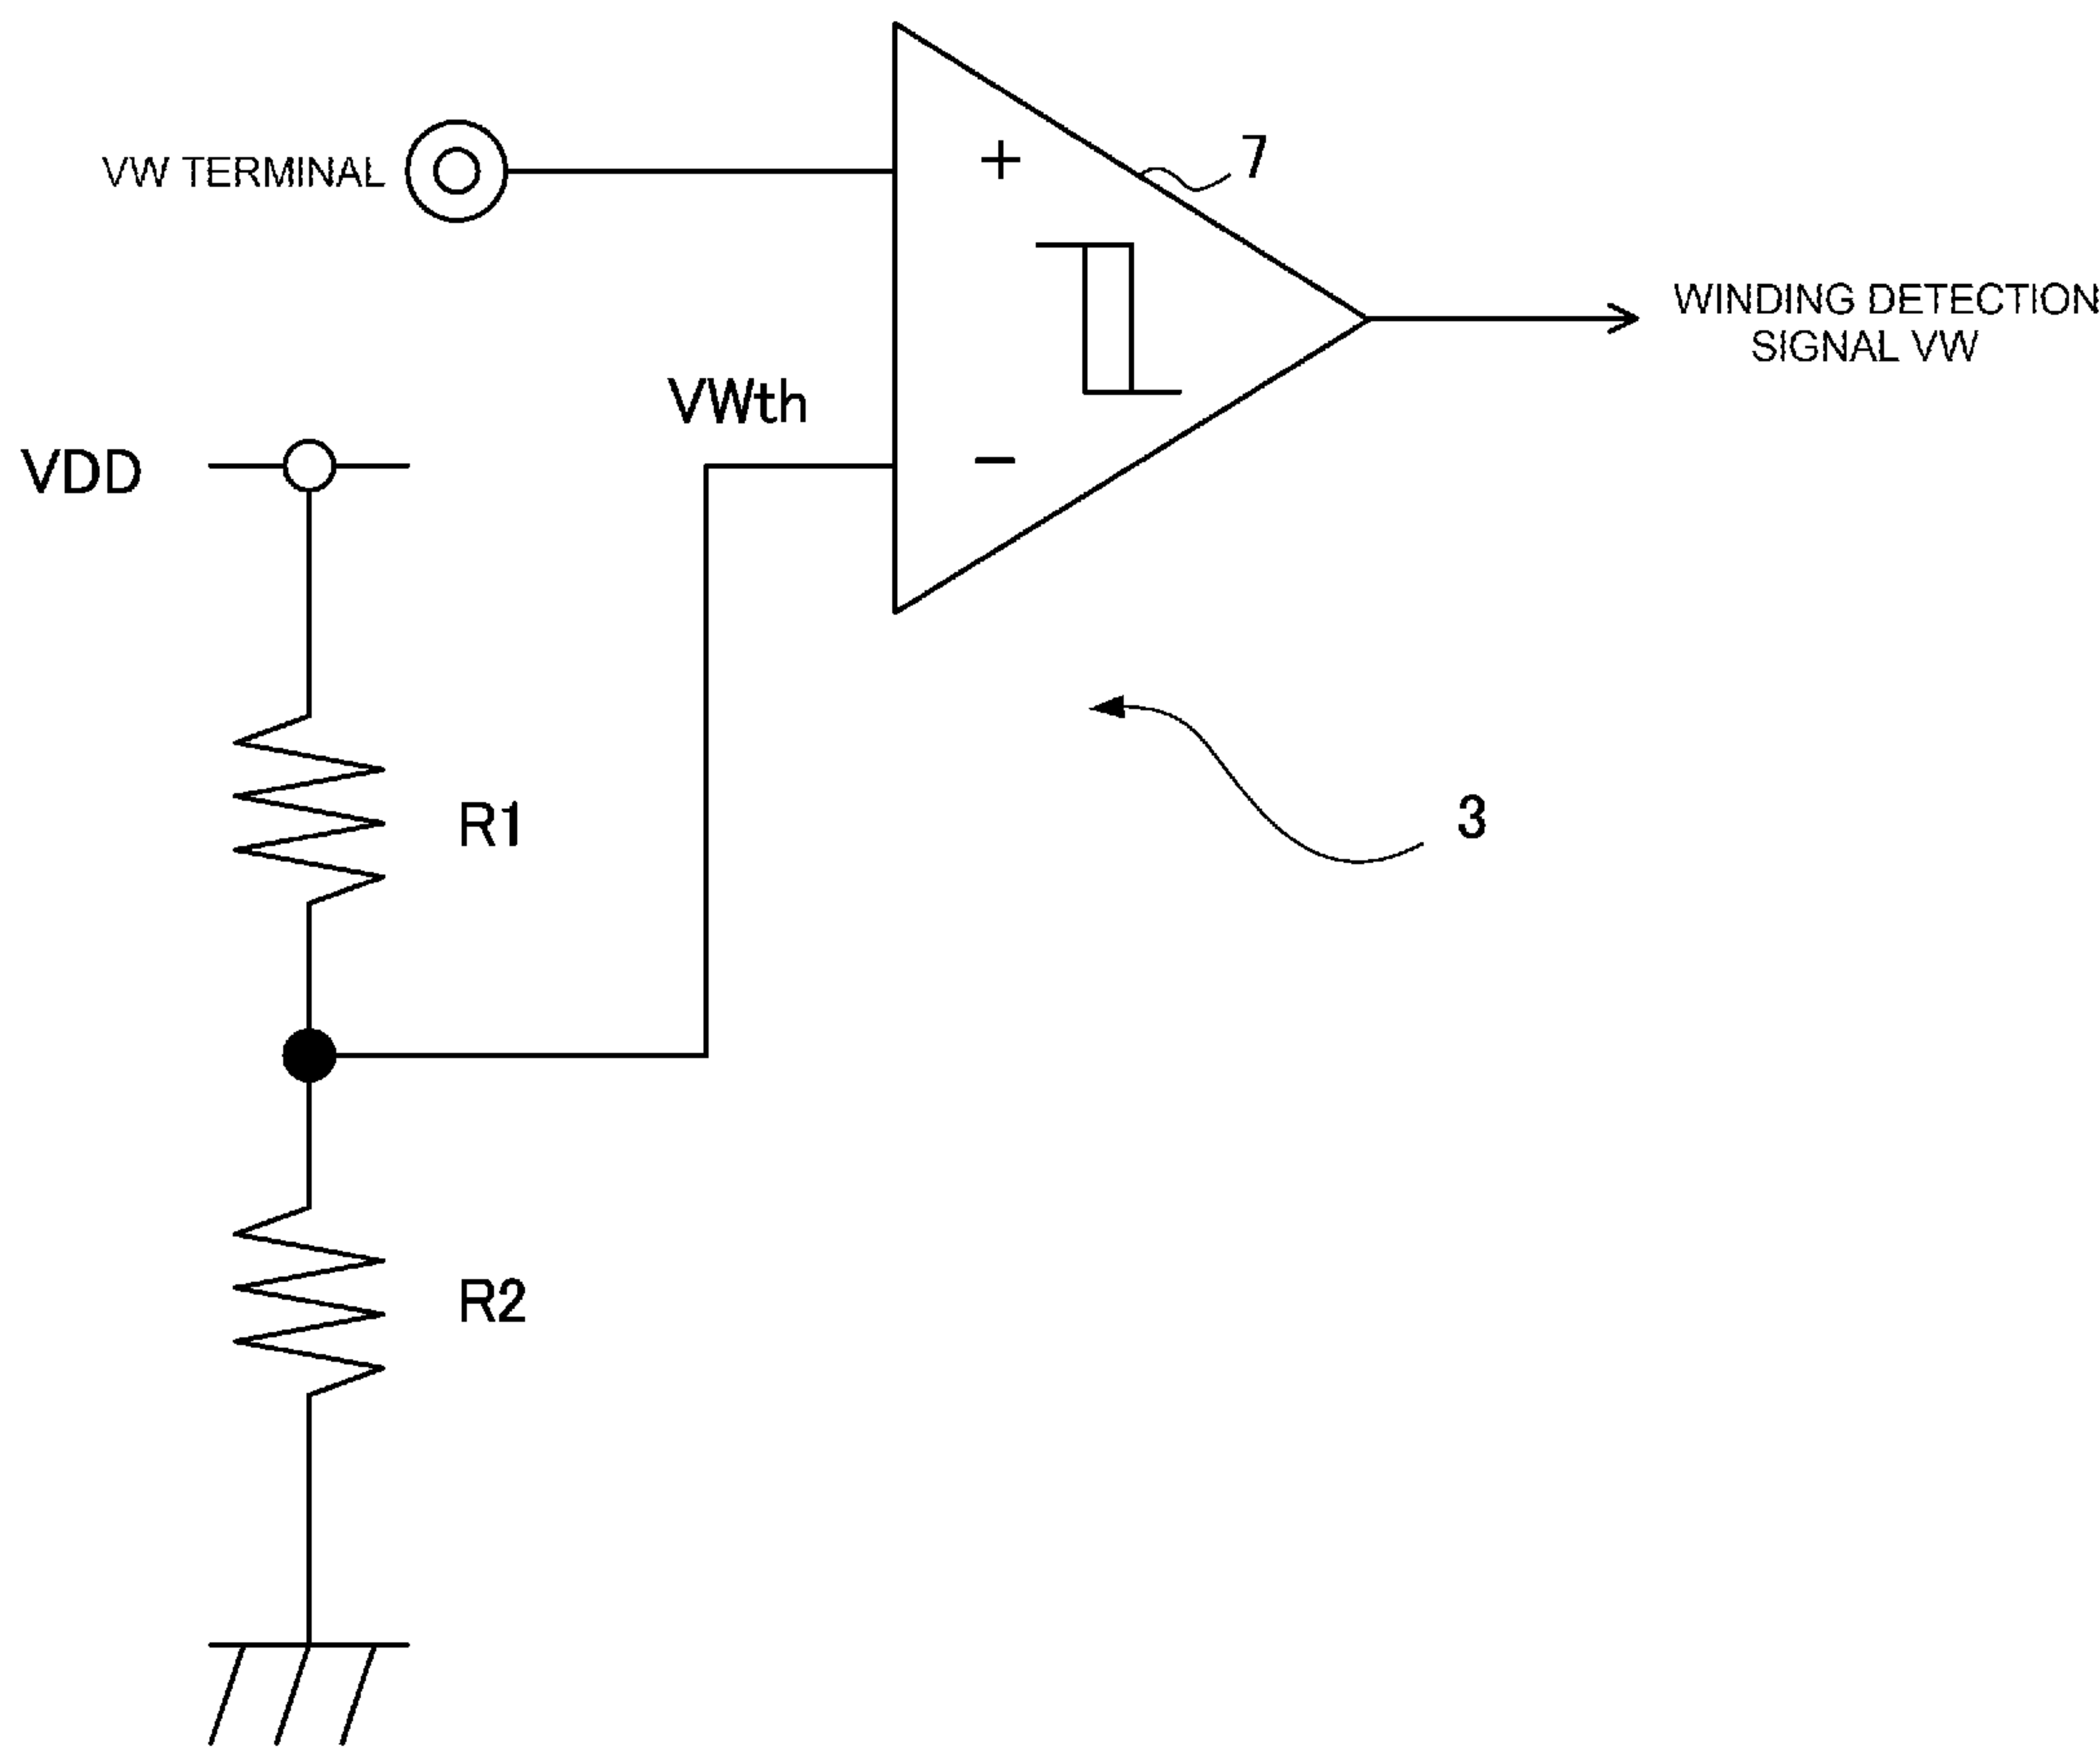 7
VW TERMINAL
+
WINDING DETECTION
SIGNAL VW
VWth
VDD
−
3
R1
R2